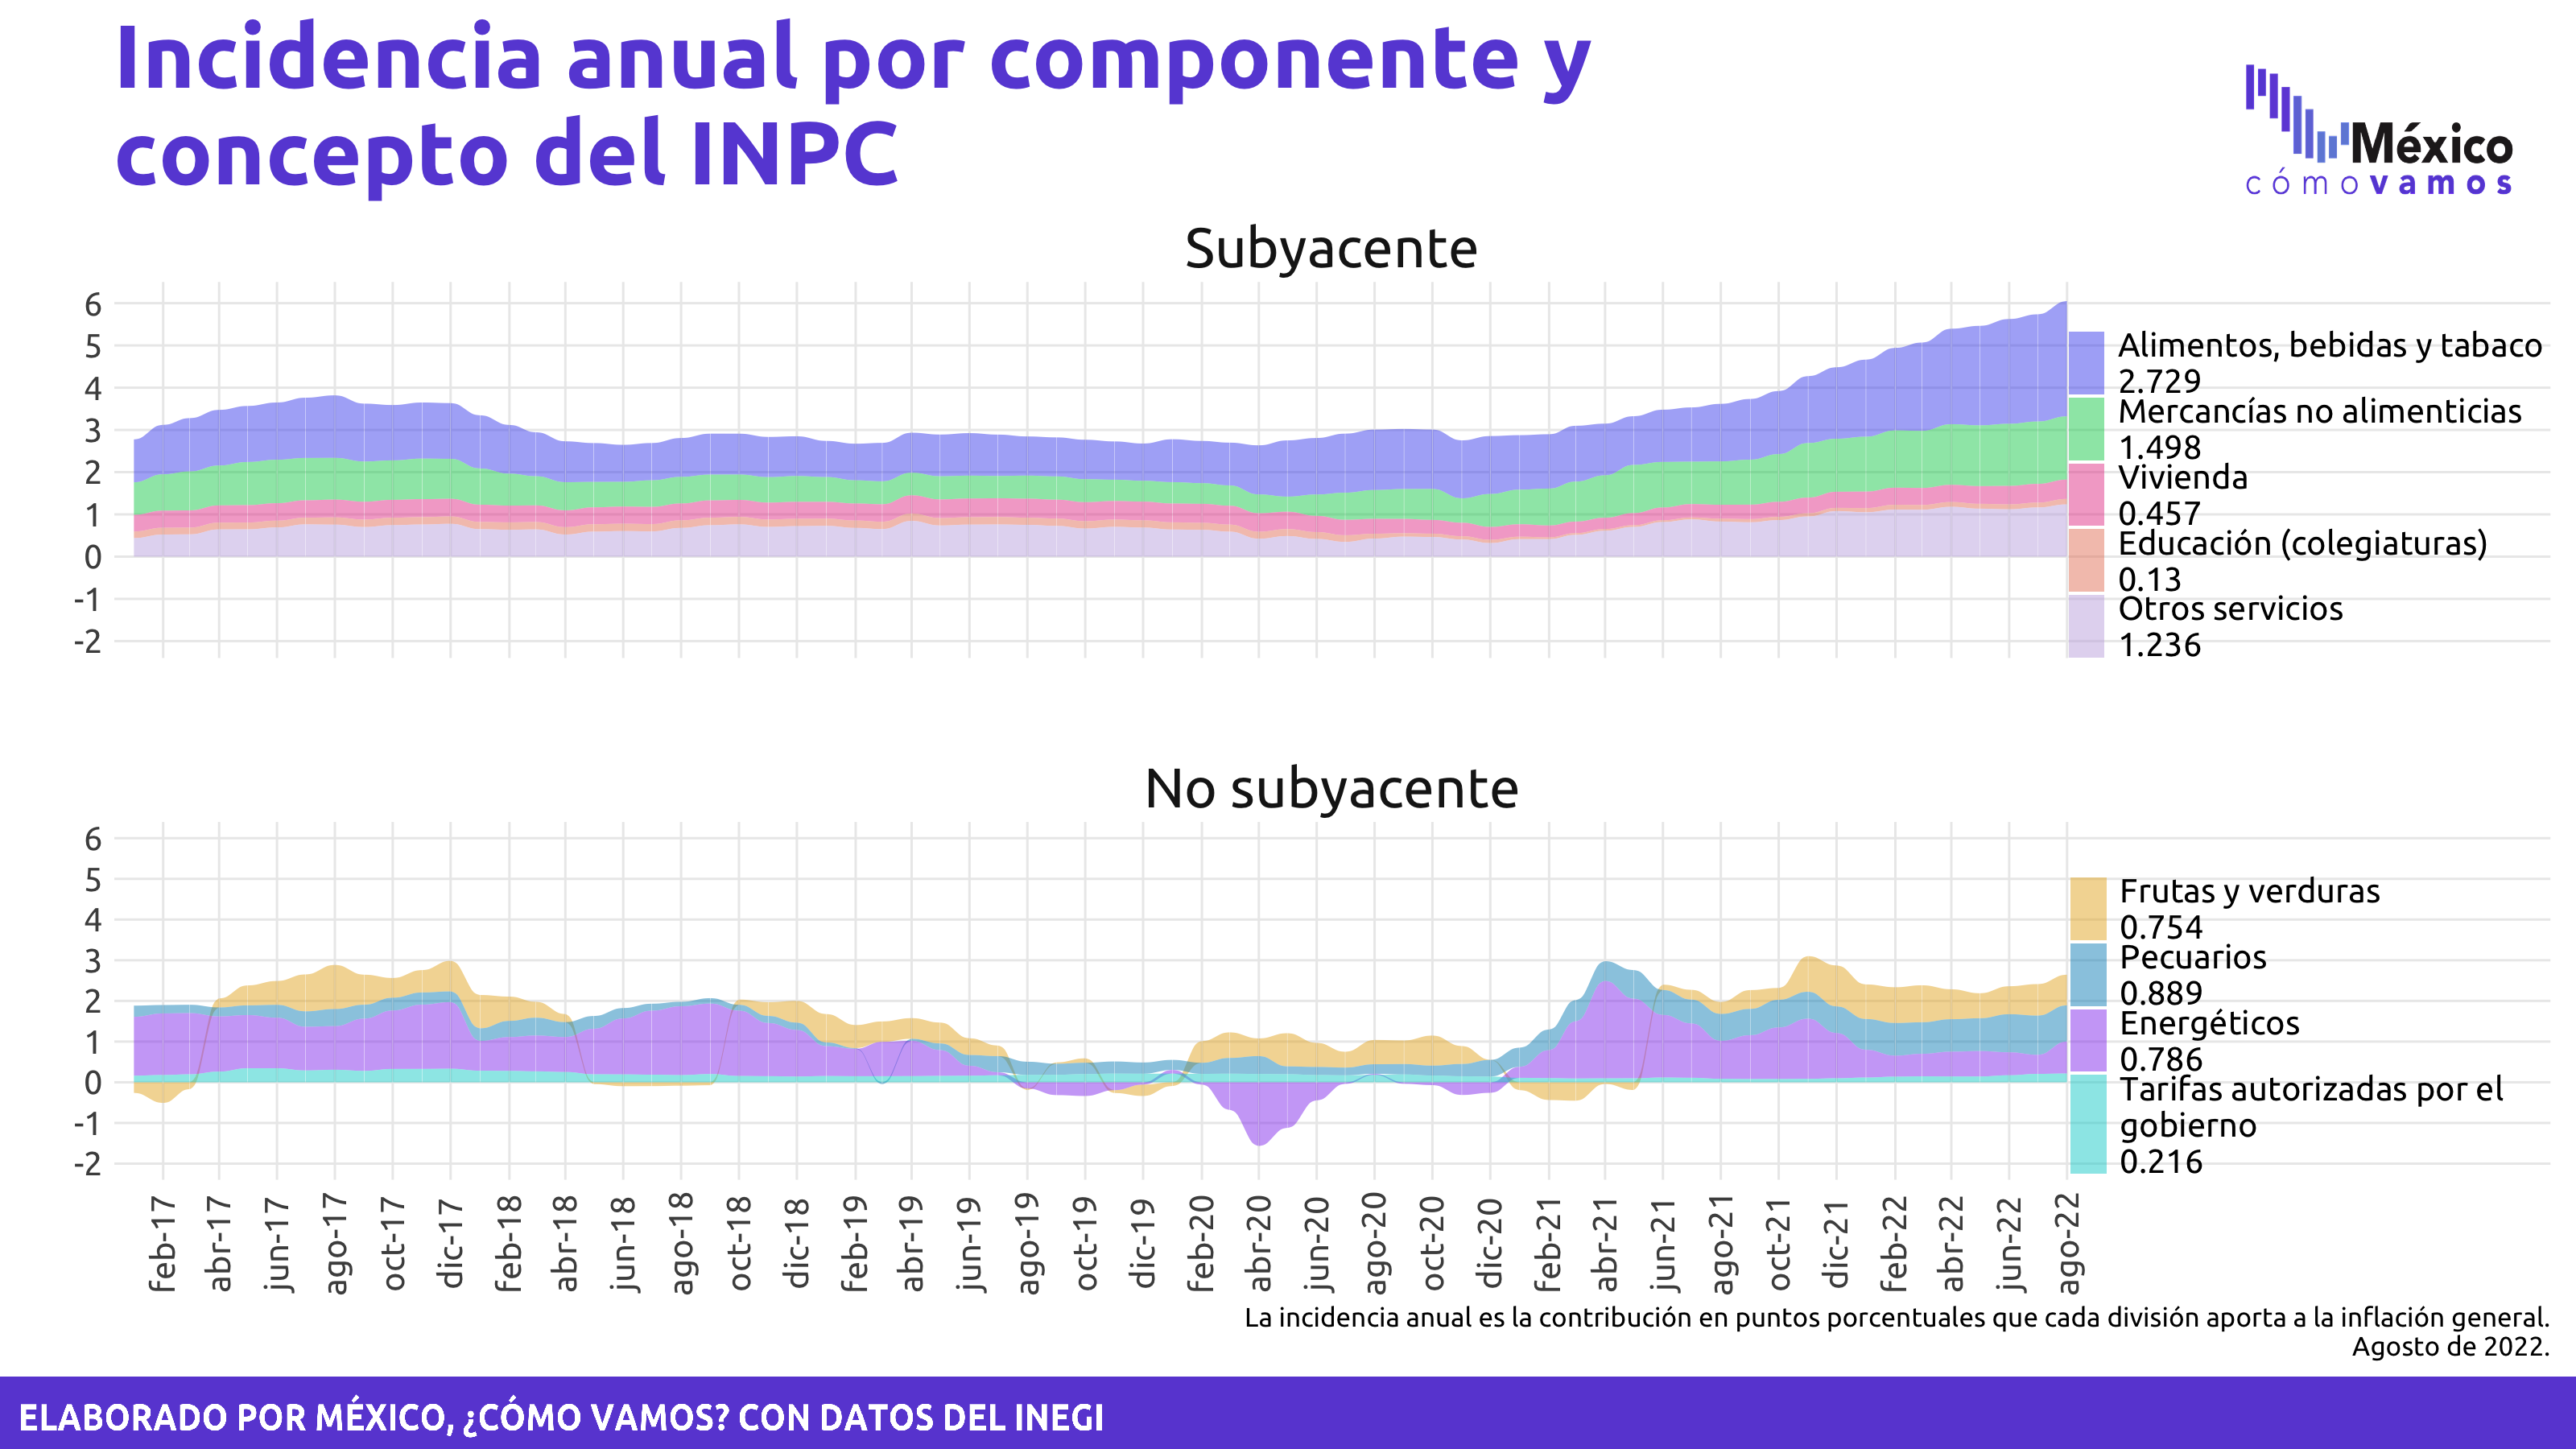 Incidencia anual por componente y
concepto del INPC
México
cómovamos
Subyacente
6
5
4
3
2
1
0
-1
-2
Alimentos, bebidas y tabaco
2.729
Mercancías no alimenticias
1.498
Vivienda
0.457
Educación (colegiaturas)
0.13
Otros servicios
1.236
No subyacente
6
5
4
3
2
1
0
-1
-2
Frutas y verduras
0.754
Pecuarios
0.889
Energéticos
0.786
Tarifas autorizadas por el
gobierno
0.216
feb-17
abr-17
jun-17
ago-17
oct-17
dic-17
feb-18
abr-18
jun-18
ago-18
oct-18
dic-18
feb-19
abr-19
jun-19
ago-19
oct-19
dic-19
feb-20
abr-20
jun-20
ago-20
oct-20
dic-20
feb-21
abr-21
jun-21
ago-21
oct-21
dic-21
feb-22
abr-22
jun-22
ago-22
La incidencia anual es la contribución en puntos porcentuales que cada división aporta a la inflación general.
Agosto de 2022.
ELABORADO POR MÉXICO, ¿CÓMO VAMOS? CON DATOS DEL INEGI